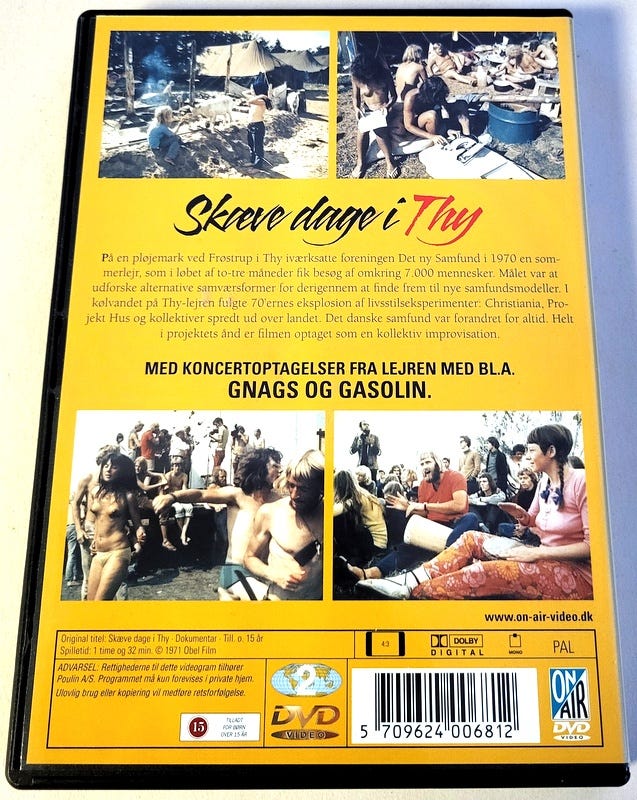 Skæve dage i Thy
På en pløjemark ved Frøstrup i Thy iværksatte foreningen Det ny Samfund i 1970 en som-
merlejr, som i løbet af to-tre måneder fik besøg af omkring 7.000 mennesker. Målet var at
udforske alternative samværsformer for derigennem at finde frem til nye samfundsmodeller. I
kølvandet på Thy-lejren fulgte 70'ernes eksplosion af livsstilseksperimenter: Christiania, Pro-
jekt Hus og kollektiver spredt ud over landet. Det danske samfund var forandret for altid. Helt
i projektets ånd er filmen optaget som en kollektiv improvisation.
MED KONCERTOPTAGELSER FRA LEJREN MED BL.A.
GNAGS OG GASOLIN.
www.on-air-video.dk
Original titel: Skæve dage i Thy · Dokumentar · Till. o. 15 år
Spilletid: 1 time og 32 min. © 1971 Obel Film
4:3
DOLBY
DIGITAL
MONO
PAL
ADVARSEL: Rettighederne til dette videogram tilhører
Poulin A/S. Programmet må kun forevises i private hjem.
Ulovlig brug eller kopiering vil medføre retsforfølgelse.
15
TILLADT
FOR BØRN
OVER 15 ÅR
2
DVD
VIDEO
5 709624 006812
ON
AIR
DVD
VIDEO